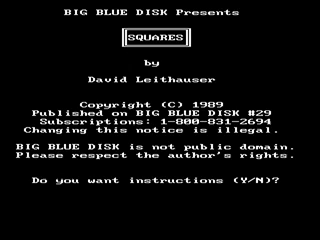 BIG BLUE DISK Presents
SQUARES
by
David Leithauser
Copyright (C) 1989
Published on BIG BLUE DISK #29
Subscriptions: 1-800-831-2694
Changing this notice is illegal.
BIG BLUE DISK is not public domain.
Please respect the author's rights.
Do you want instructions (Y/N)?